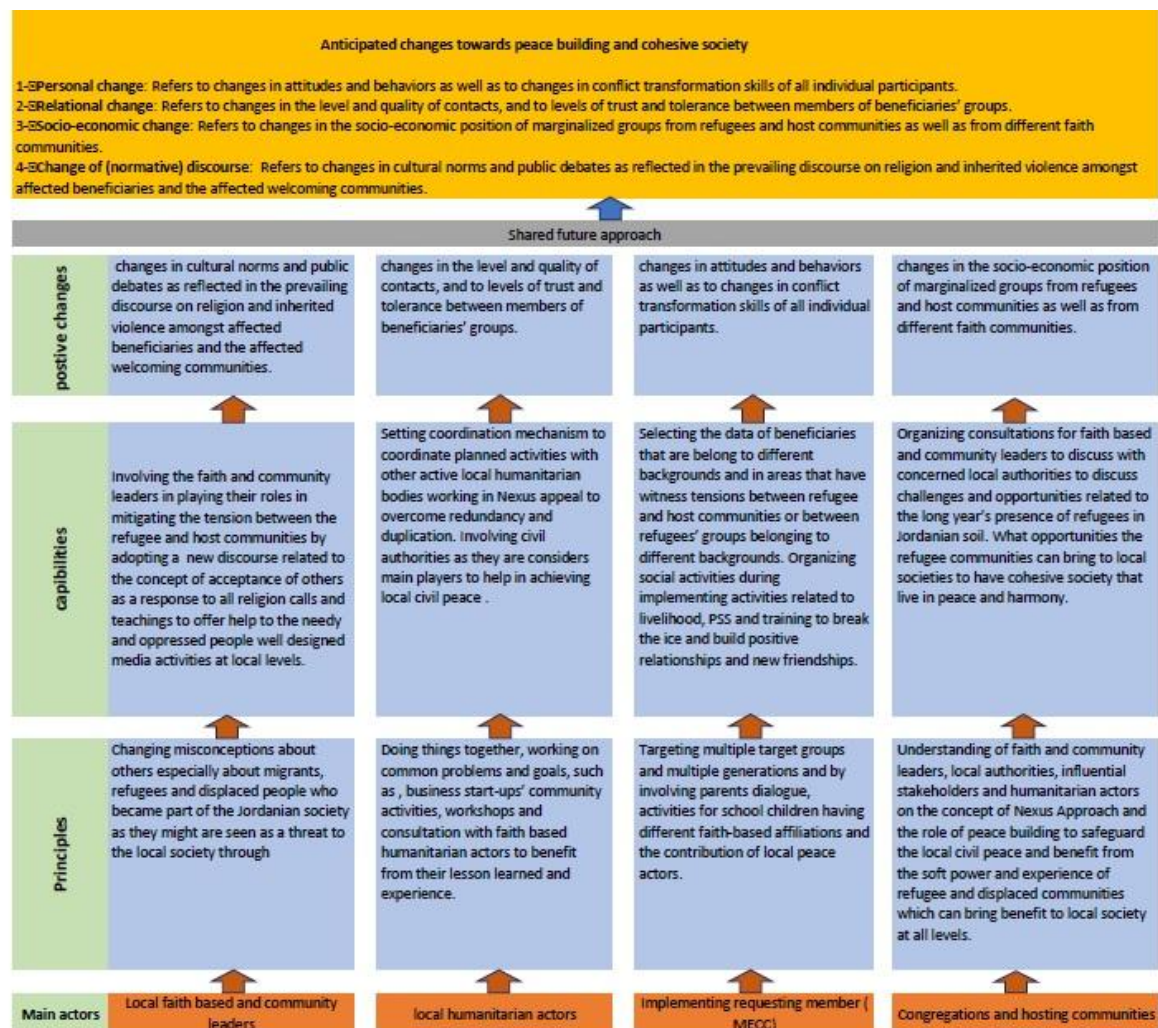 Anticipated changes towards peace building and cohesive society
1-Personal change: Refers to changes in attitudes and behaviors as well as to changes in conflict transformation skills of all individual participants.
2-Relational change: Refers to changes in the level and quality of contacts, and to levels of trust and tolerance between members of beneficiaries' groups.
3-Socio-economic change: Refers to changes in the socio-economic position of marginalized groups from refugees and host communities as well as from different faith
communities.
4-Change of (normative) discourse: Refers to changes in cultural norms and public debates as reflected in the prevailing discourse on religion and inherited violence amongst
affected beneficiaries and the affected welcoming communities.
Shared future approach
postive changes
changes in cultural norms and public
debates as reflected in the prevailing
discourse on religion and inherited
violence amongst affected
beneficiaries and the affected
welcoming communities.
changes in the level and quality of
contacts, and to levels of trust and
tolerance between members of
beneficiaries' groups.
changes in attitudes and behaviors
as well as to changes in conflict
transformation skills of all individual
participants.
changes in the socio-economic position
of marginalized groups from refugees
and host communities as well as from
different faith communities.
capibilities
Involving the faith and community
leaders in playing their roles in
mitigating the tension between the
refugee and host communities by
adopting a new discourse related to
the concept of acceptance of others
as a response to all religion calls and
teachings to offer help to the needy
and oppressed people well designed
media activities at local levels.
Setting coordination mechanism to
coordinate planned activities with
other active local humanitarian
bodies working in Nexus appeal to
overcome redundancy and
duplication. Involving civil
authorities as they are considers
main players to help in achieving
local civil peace .
Selecting the data of beneficiaries
that are belong to different
backgrounds and in areas that have
witness tensions between refugee
and host communities or between
refugees' groups belonging to
different backgrounds. Organizing
social activities during
implementing activities related to
livelihood, PSS and training to break
the ice and build positive
relationships and new friendships.
Organizing consultations for faith based
and community leaders to discuss with
concerned local authorities to discuss
challenges and opportunities related to
the long year's presence of refugees in
Jordanian soil. What opportunities the
refugee communities can bring to local
societies to have cohesive society that
live in peace and harmony.
Principles
Changing misconceptions about
others especially about migrants,
refugees and displaced people who
became part of the Jordanian society
as they might are seen as a threat to
the local society through
Doing things together, working on
common problems and goals, such
as , business start-ups' community
activities, workshops and
consultation with faith based
humanitarian actors to benefit
from their lesson learned and
experience.
Targeting multiple target groups
and multiple generations and by
involving parents dialogue,
activities for school children having
different faith-based affiliations and
the contribution of local peace
actors.
Understanding of faith and community
leaders, local authorities, influential
stakeholders and humanitarian actors
on the concept of Nexus Approach and
the role of peace building to safeguard
the local civil peace and benefit from
the soft power and experience of
refugee and displaced communities
which can bring benefit to local society
at all levels.
Main actors
Local faith based and community
leaders
local humanitarian actors
Implementing requesting member (
MECC)
Congregations and hosting communities